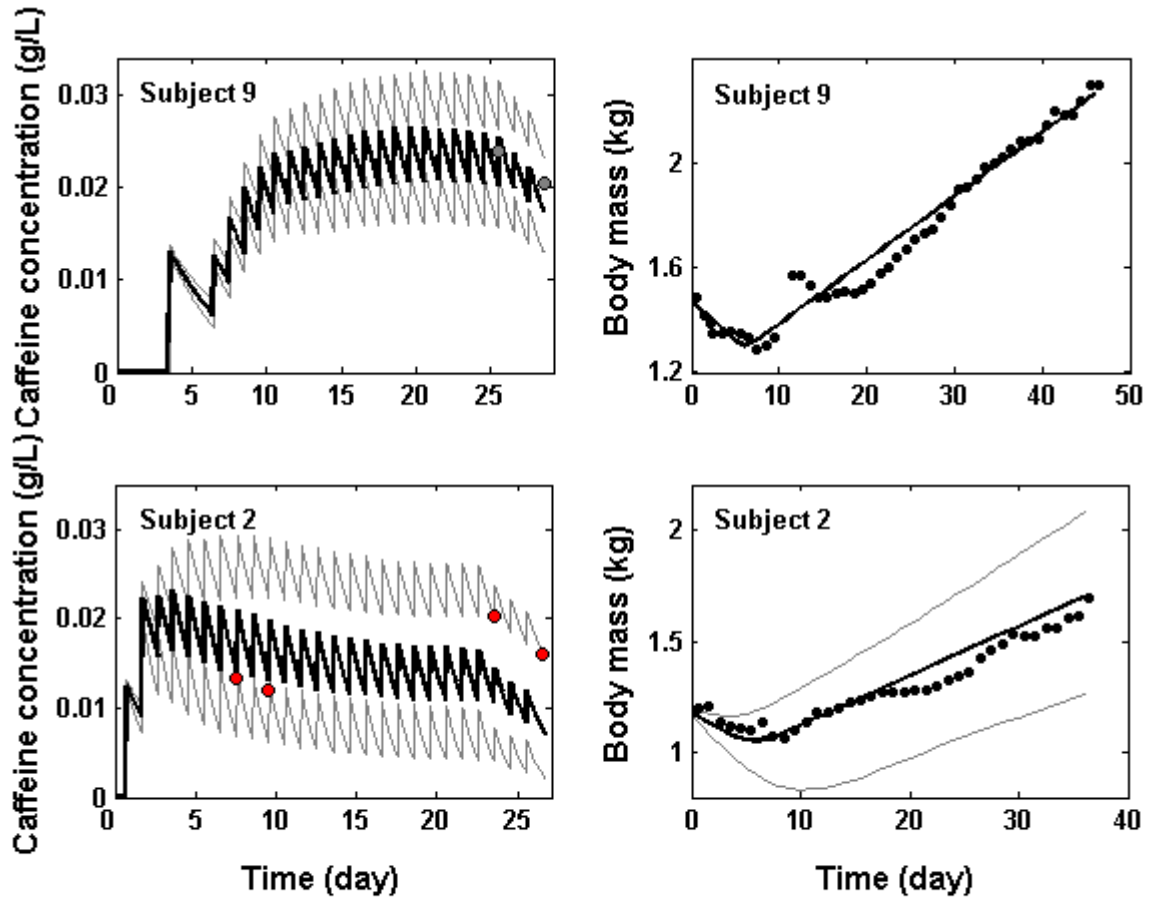 Caffeine concentration (g/L)
0.03
0.02
0.01
0
Subject 9
0 5 10 15 20 25
Body mass (kg)
2
1.6
1.2
Subject 9
0 10 20 30 40 50
Caffeine concentration (g/L)
0.03
0.02
0.01
0
Subject 2
0 5 10 15 20 25
Time (day)
Body mass (kg)
2
1.5
1
Subject 2
0 10 20 30 40
Time (day)